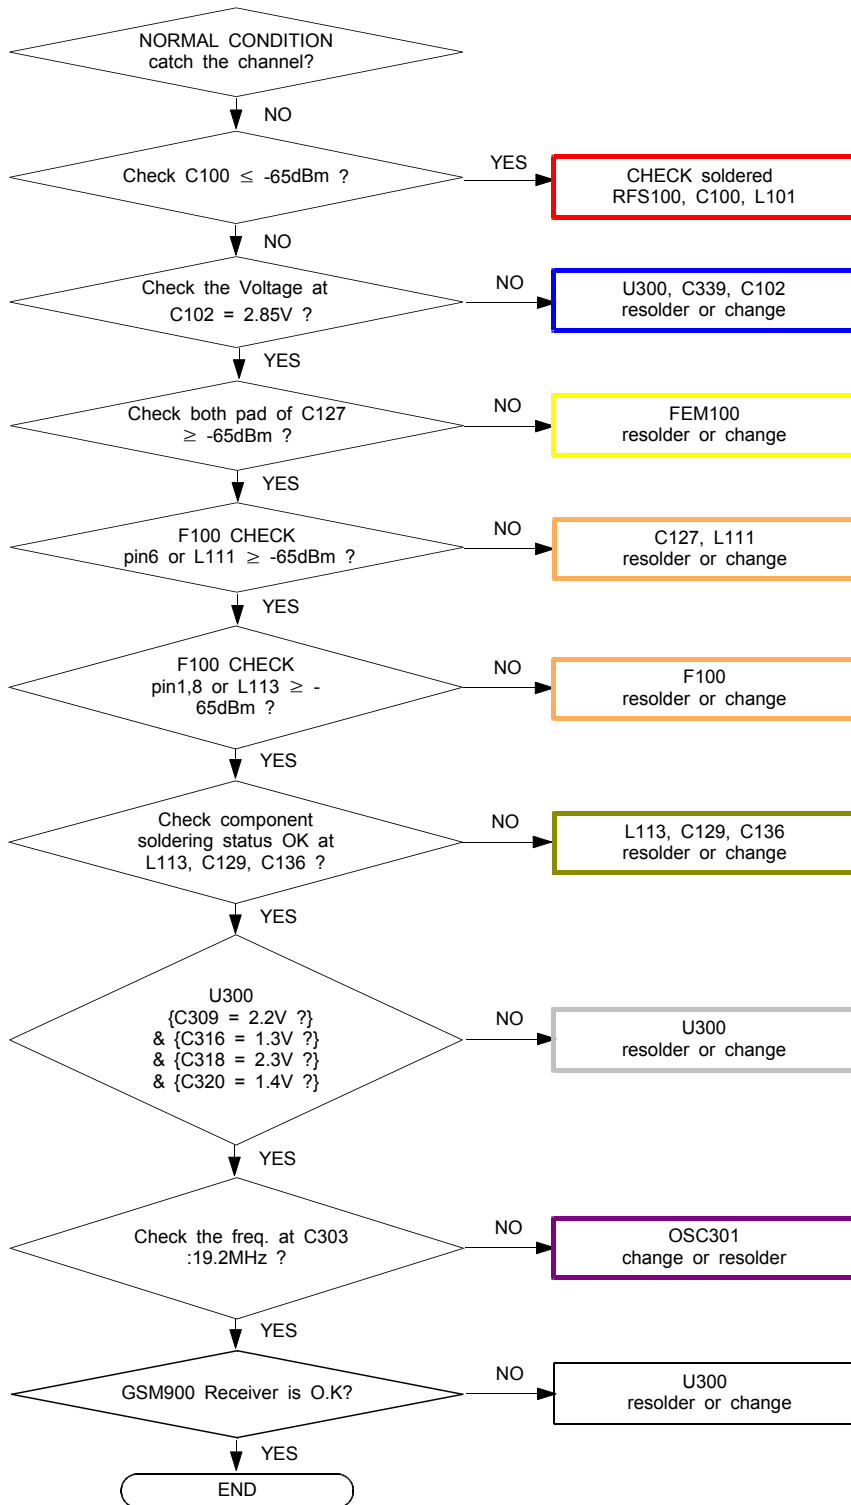 NORMAL CONDITION
catch the channel?
NO
Check C100 ≤ -65dBm ?
YES
CHECK soldered
RFS100, C100, L101
NO
Check the Voltage at
C102 = 2.85V ?
NO
U300, C339, C102
resolder or change
YES
Check both pad of C127
≥ -65dBm ?
NO
FEM100
resolder or change
YES
F100 CHECK
pin6 or L111 ≥ -65dBm ?
NO
C127, L111
resolder or change
YES
F100 CHECK
pin1,8 or L113 ≥ -
65dBm ?
NO
F100
resolder or change
YES
Check component
soldering status OK at
L113, C129, C136 ?
NO
L113, C129, C136
resolder or change
YES
U300
{C309 = 2.2V ?}
& {C316 = 1.3V ?}
& {C318 = 2.3V ?}
& {C320 = 1.4V ?}
NO
U300
resolder or change
YES
Check the freq. at C303
:19.2MHz ?
NO
OSC301
change or resolder
YES
GSM900 Receiver is O.K?
NO
U300
resolder or change
YES
END